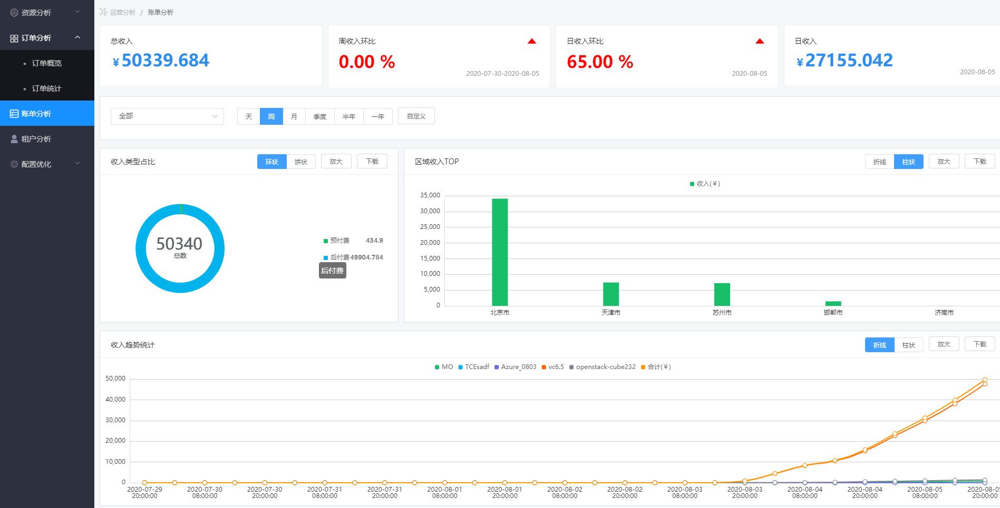 资源分析
订单分析
订单概览
订单统计
账单分析
租户分析
配置优化
运营分析 / 账单分析
总收入
¥50339.684
周收入环比
0.00 %
2020-07-30-2020-08-05
日收入环比
65.00 %
2020-08-05
日收入
¥27155.042
2020-08-05
全部
天 周 月 季度 半年 一年 自定义
收入类型占比
环状 饼状 放大 下载
50340
总数
预付费 434.9
后付费 49904.784
后付费
区域收入TOP
折线 柱状 放大 下载
收入(¥)
35,000
30,000
25,000
20,000
15,000
10,000
5,000
0
北京市 天津市 苏州市 邯郸市 济南市
收入趋势统计
折线 柱状 放大 下载
MO TCEsadf Azure_0803 vc6.5 openstack-cube232 合计(¥)
50,000
40,000
30,000
20,000
10,000
0
2020-07-29 2020-07-30 2020-07-30 2020-07-31 2020-07-31 2020-08-01 2020-08-01 2020-08-02 2020-08-02 2020-08-03 2020-08-03 2020-08-04 2020-08-04 2020-08-05 2020-08-05
20:00:00 08:00:00 20:00:00 08:00:00 20:00:00 08:00:00 20:00:00 08:00:00 20:00:00 08:00:00 20:00:00 08:00:00 20:00:00 08:00:00 20:00:00